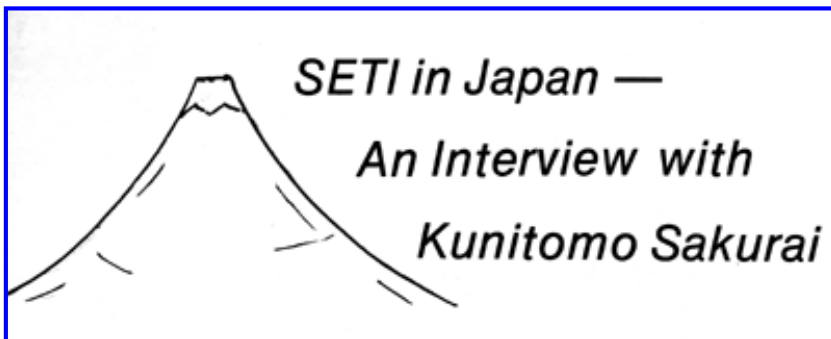 SETI in Japan —
An Interview with
Kunitomo Sakurai